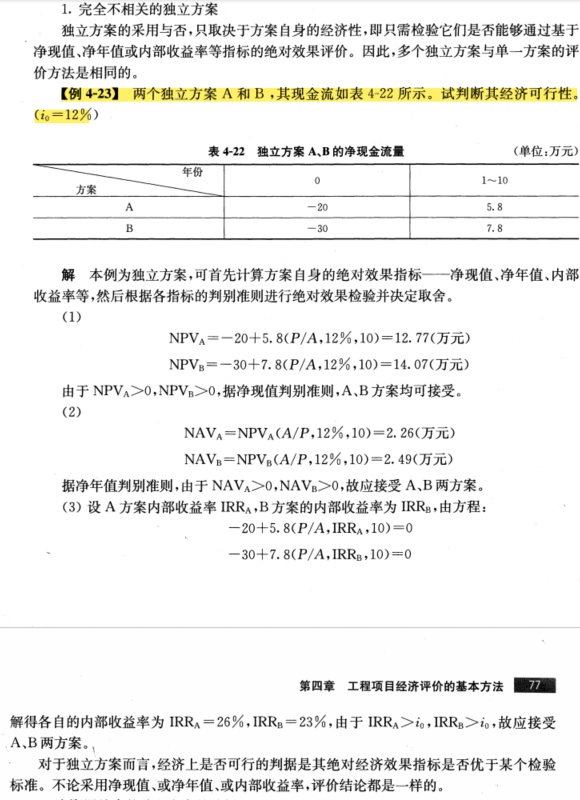 1. 完全不相关的独立方案
独立方案的采用与否,只取决于方案自身的经济性,即只需检验它们是否能够通过基于
净现值、净年值或内部收益率等指标的绝对效果评价。因此,多个独立方案与单一方案的评
价方法是相同的。
【例 4-23】 两个独立方案 A 和 B ,其现金流如表 4-22 所示。试判断其经济可行性。
(i₀=12%)
表 4-22 独立方案 A、B 的净现金流量 (单位:万元)
年份
方案
0 1～10
A －20 5.8
B －30 7.8
解 本例为独立方案,可首先计算方案自身的绝对效果指标——净现值、净年值、内部
收益率等,然后根据各指标的判别准则进行绝对效果检验并决定取舍。
(1)
NPV_A=－20+5.8(P/A,12%,10)=12.77(万元)
NPV_B=－30+7.8(P/A,12%,10)=14.07(万元)
由于 NPV_A>0,NPV_B>0,据净现值判别准则,A、B 方案均可接受。
(2)
NAV_A=NPV_A(A/P,12%,10)=2.26(万元)
NAV_B=NPV_B(A/P,12%,10)=2.49(万元)
据净年值判别准则,由于 NAV_A>0,NAV_B>0,故应接受 A、B 两方案。
(3) 设 A 方案内部收益率 IRR_A,B 方案的内部收益率为 IRR_B,由方程:
－20+5.8(P/A,IRR_A,10)=0
－30+7.8(P/A,IRR_B,10)=0
第四章 工程项目经济评价的基本方法 77
解得各自的内部收益率为 IRR_A=26%,IRR_B=23%,由于 IRR_A>i₀,IRR_B>i₀,故应接受
A、B 两方案。
对于独立方案而言,经济上是否可行的判据是其绝对经济效果指标是否优于某个检验
标准。不论采用净现值、或净年值、或内部收益率,评价结论都是一样的。